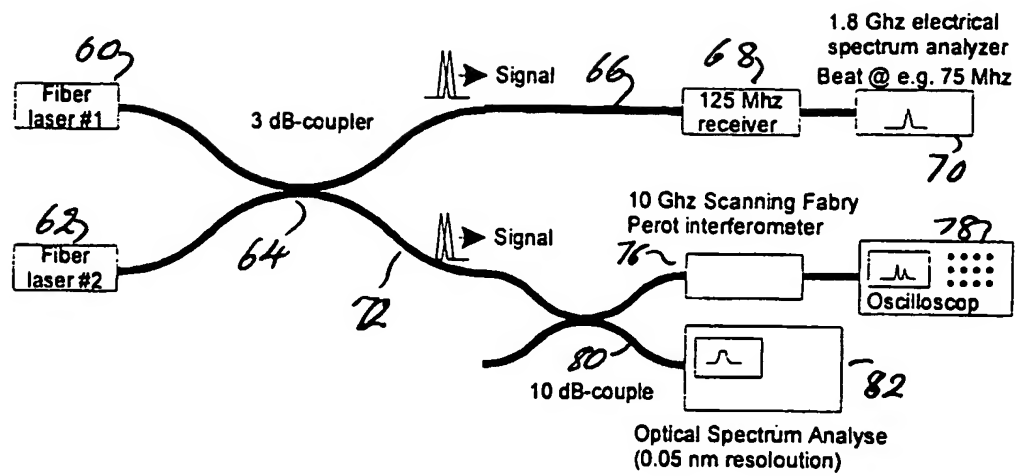 1.8 Ghz electrical
spectrum analyzer
Beat @ e.g. 75 Mhz
60
Fiber
laser #1
3 dB-coupler
Signal
66
68
125 Mhz
receiver
70
62
Fiber
laser #2
64
72
Signal
10 Ghz Scanning Fabry
Perot interferometer
76
78
Oscilloscop
80
10 dB-couple
82
Optical Spectrum Analyse
(0.05 nm resoloution)